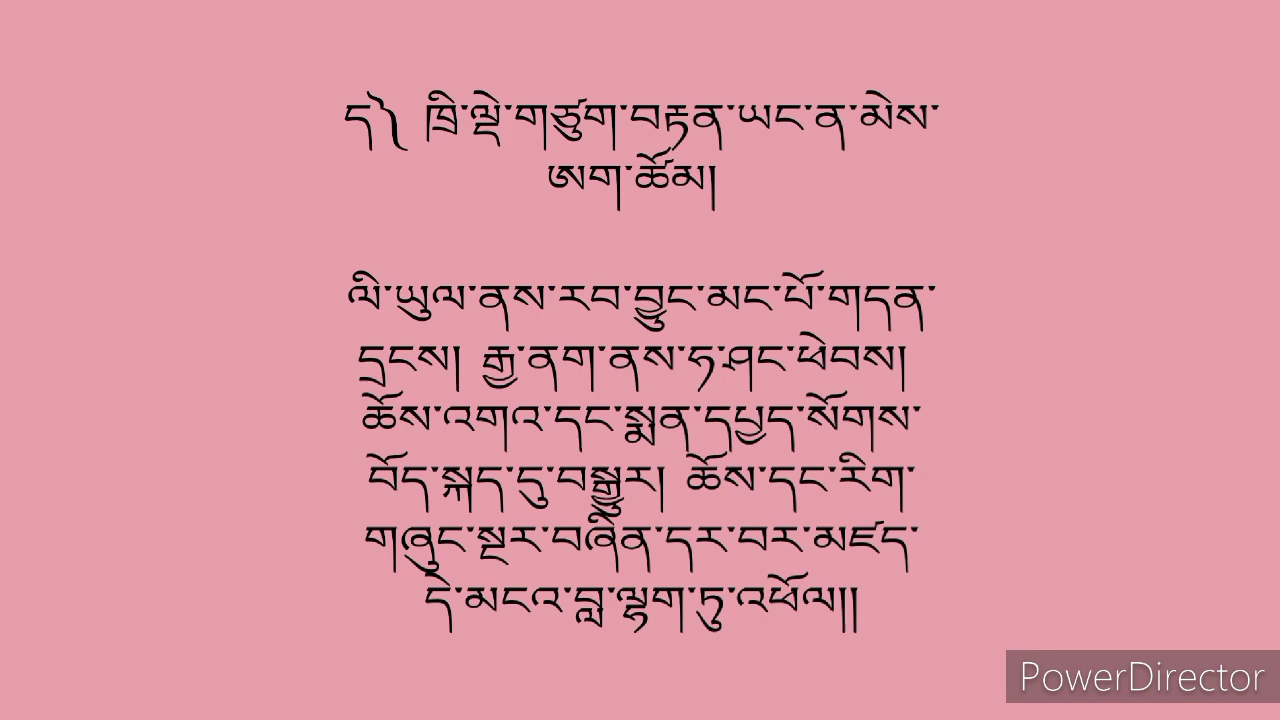 ད༽ ཁྲི་ལྡེ་གཙུག་བརྟན་ཡང་ན་མེས་
ཨག་ཚོམ།
ལི་ཡུལ་ནས་རབ་བྱུང་མང་པོ་གདན་
དྲངས། རྒྱ་ནག་ནས་ཧ་ཤང་ཕེབས།
ཆོས་འགའ་དང་སྨན་དཔྱད་སོགས་
བོད་སྐད་དུ་བསྒྱུར། ཆོས་དང་རིག་
གཞུང་སྔར་བཞིན་དར་བར་མཛད་
དེ་མངའ་བླ་ལྷག་ཏུ་འཕེལ།།
PowerDirector